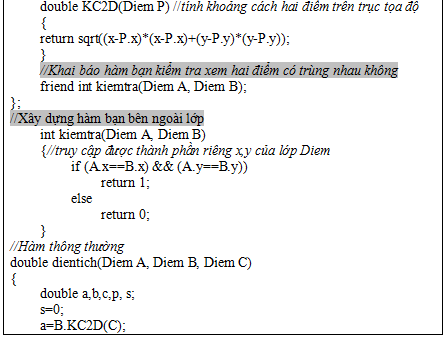 double KC2D(Diem P) //tính khoảng cách hai điểm trên trục tọa độ
{
return sqrt((x-P.x)*(x-P.x)+(y-P.y)*(y-P.y));
}
//Khai báo hàm bạn kiểm tra xem hai điểm có trùng nhau không
friend int kiemtra(Diem A, Diem B);
};
//Xây dựng hàm bạn bên ngoài lớp
int kiemtra(Diem A, Diem B)
{//truy cập được thành phần riêng x,y của lớp Diem
if (A.x==B.x) && (A.y==B.y))
return 1;
else
return 0;
}
//Hàm thông thường
double dientich(Diem A, Diem B, Diem C)
{
double a,b,c,p, s;
s=0;
a=B.KC2D(C);